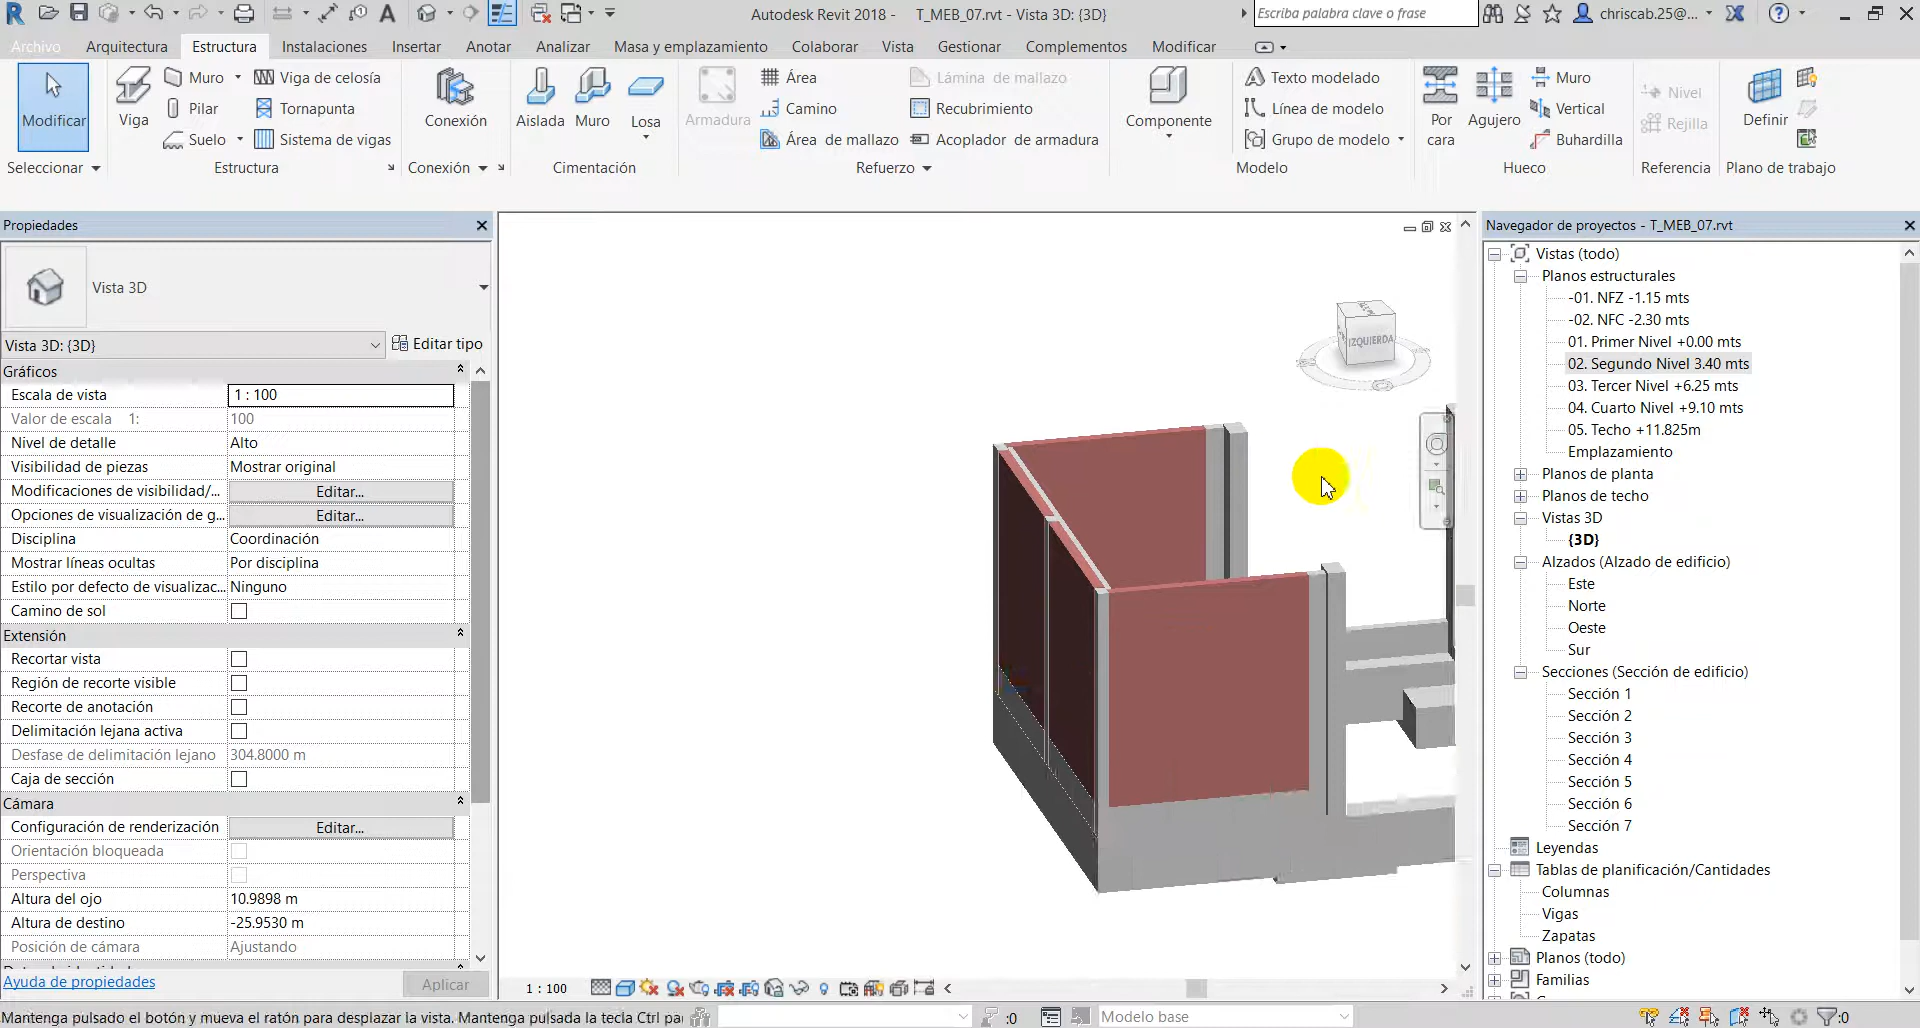 Autodesk Revit 2018 - T_MEB_07.rvt - Vista 3D: {3D}
Escriba palabra clave o frase
chriscab.25@...
Archivo Arquitectura Estructura Instalaciones Insertar Anotar Analizar Masa y emplazamiento Colaborar Vista Gestionar Complementos Modificar
Modificar
Viga
Muro
Pilar
Suelo
Viga de celosía
Tornapunta
Sistema de vigas
Conexión
Aislada
Muro
Losa
Armadura
Área
Camino
Área de mallazo
Lámina de mallazo
Recubrimiento
Acoplador de armadura
Componente
Texto modelado
Línea de modelo
Grupo de modelo
Por cara
Agujero
Muro
Vertical
Buhardilla
Nivel
Rejilla
Definir
Seleccionar
Estructura
Conexión
Cimentación
Refuerzo
Modelo
Hueco
Referencia
Plano de trabajo
Propiedades
Vista 3D
Vista 3D: {3D}
Editar tipo
Gráficos
Escala de vista 1 : 100
Valor de escala 1: 100
Nivel de detalle Alto
Visibilidad de piezas Mostrar original
Modificaciones de visibilidad/... Editar...
Opciones de visualización de g... Editar...
Disciplina Coordinación
Mostrar líneas ocultas Por disciplina
Estilo por defecto de visualizac... Ninguno
Camino de sol
Extensión
Recortar vista
Región de recorte visible
Recorte de anotación
Delimitación lejana activa
Desfase de delimitación lejano 304.8000 m
Caja de sección
Cámara
Configuración de renderización Editar...
Orientación bloqueada
Perspectiva
Altura del ojo 10.9898 m
Altura de destino -25.9530 m
Posición de cámara Ajustando
Ayuda de propiedades
Aplicar
IZQUIERDA
1 : 100
Navegador de proyectos - T_MEB_07.rvt
Vistas (todo)
Planos estructurales
-01. NFZ -1.15 mts
-02. NFC -2.30 mts
01. Primer Nivel +0.00 mts
02. Segundo Nivel 3.40 mts
03. Tercer Nivel +6.25 mts
04. Cuarto Nivel +9.10 mts
05. Techo +11.825m
Emplazamiento
Planos de planta
Planos de techo
Vistas 3D
{3D}
Alzados (Alzado de edificio)
Este
Norte
Oeste
Sur
Secciones (Sección de edificio)
Sección 1
Sección 2
Sección 3
Sección 4
Sección 5
Sección 6
Sección 7
Leyendas
Tablas de planificación/Cantidades
Columnas
Vigas
Zapatas
Planos (todo)
Familias
Mantenga pulsado el botón y mueva el ratón para desplazar la vista. Mantenga pulsada la tecla Ctrl pa
:0
Modelo base
:0